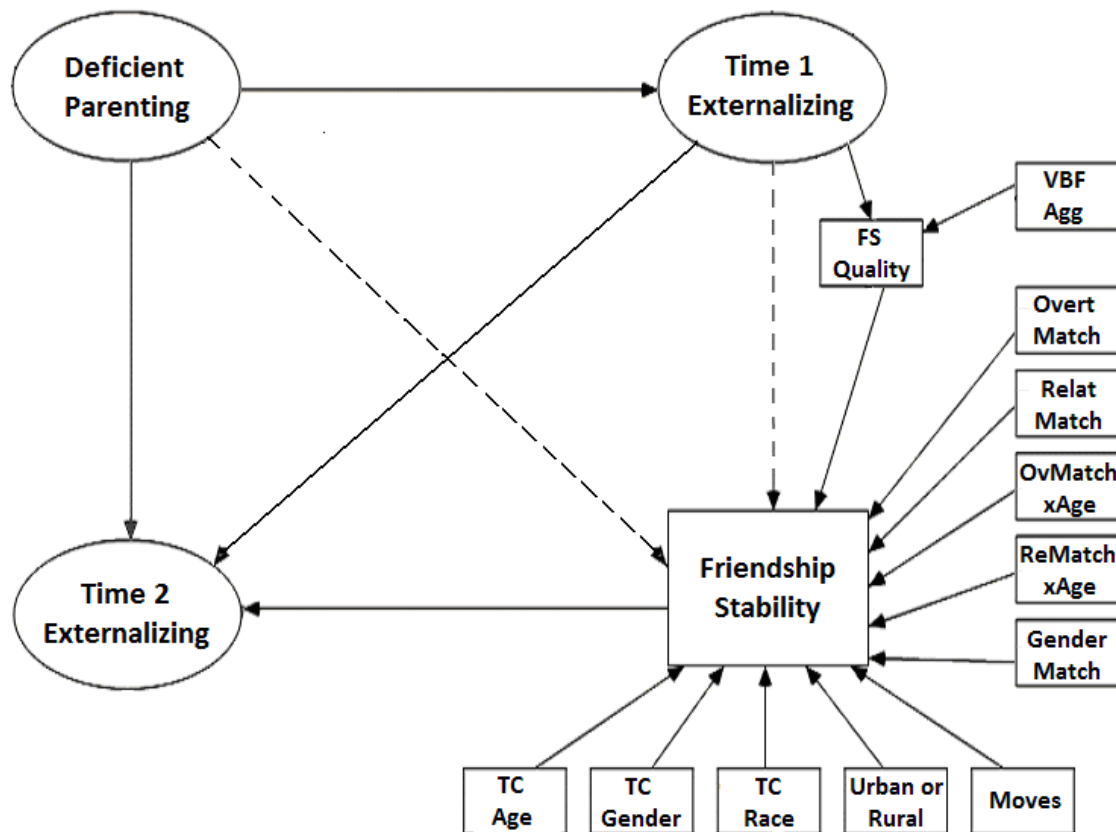 Deficient
Parenting
Time 1
Externalizing
VBF
Agg
FS
Quality
Overt
Match
Relat
Match
OvMatch
xAge
ReMatch
xAge
Gender
Match
Friendship
Stability
Time 2
Externalizing
TC
Age
TC
Gender
TC
Race
Urban or
Rural
Moves